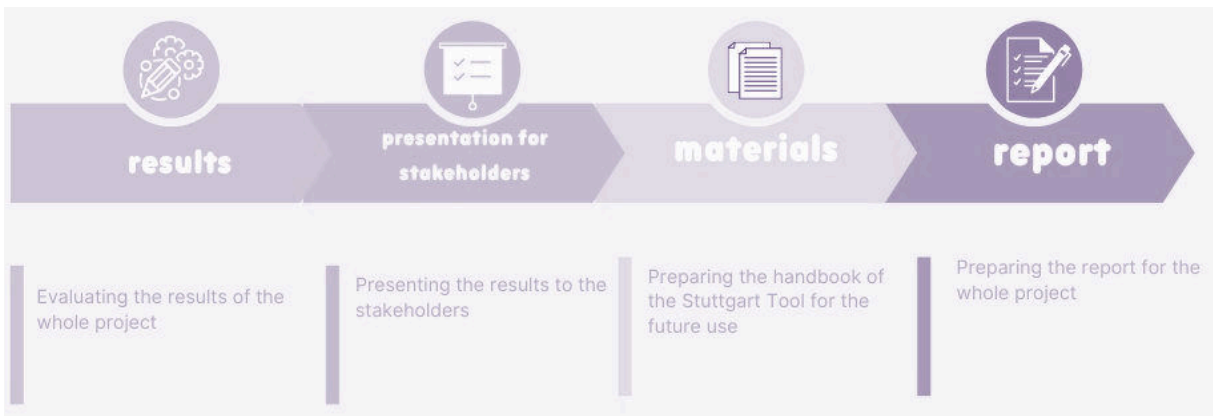 results
presentation for
stakeholders
materials
report
Evaluating the results of the
whole project
Presenting the results to the
stakeholders
Preparing the handbook of
the Stuttgart Tool for the
future use
Preparing the report for the
whole project